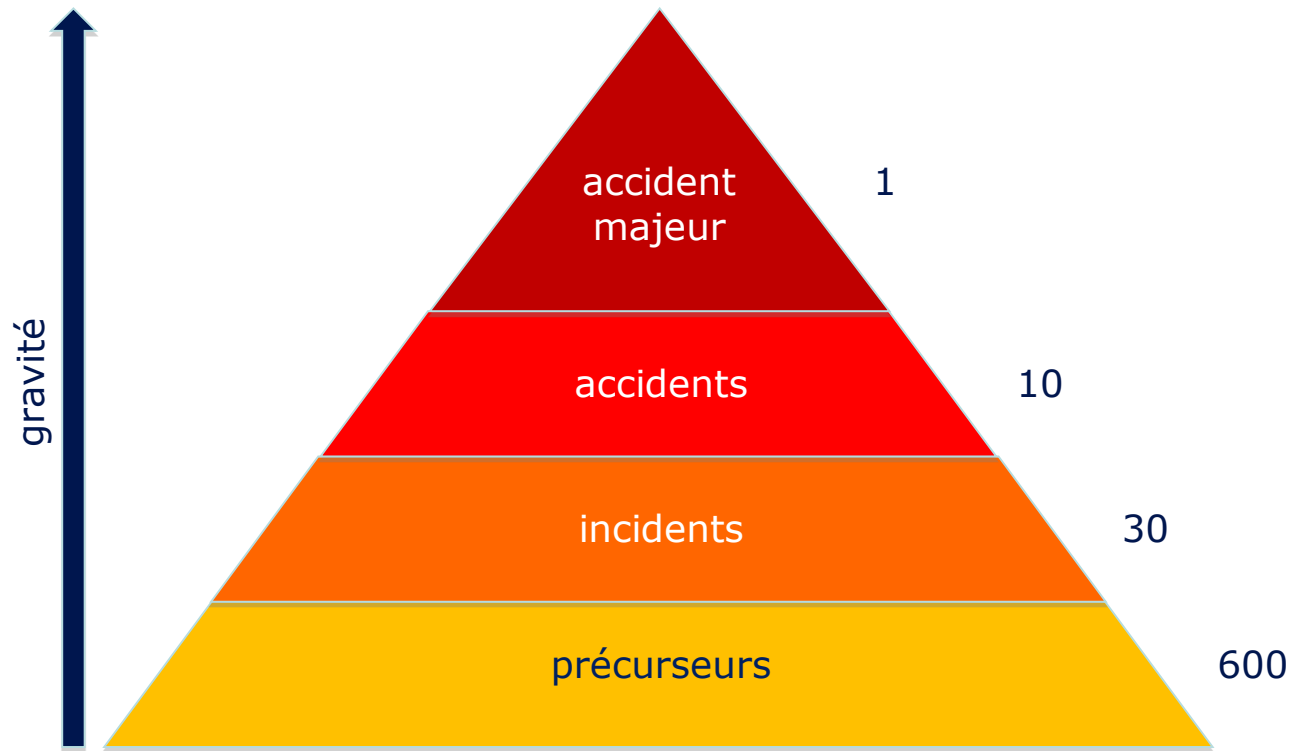 gravité
accident
majeur
1
accidents
10
incidents
30
précurseurs
600